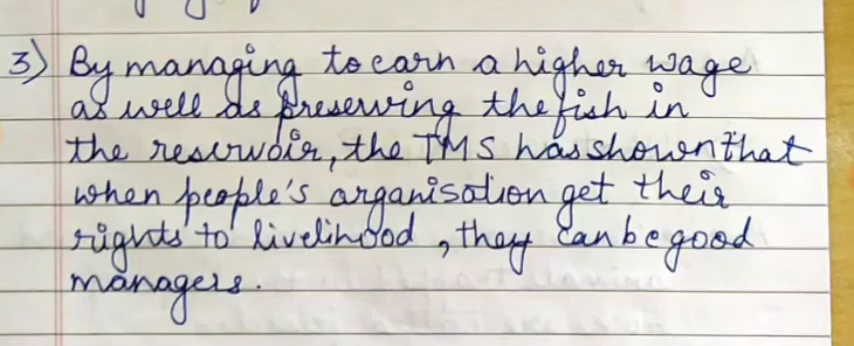 3) By managing to earn a higher wage
as well as preserving the fish in
the reservoir, the TMS has shown that
when people's organisation get their
rights to livelihood, they can be good
managers.